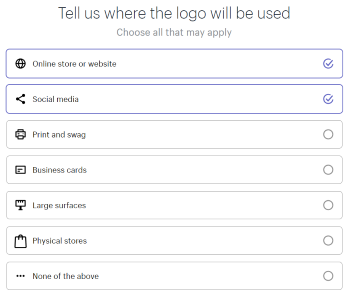 Tell us where the logo will be used
Choose all that may apply
Online store or website
Social media
Print and swag
Business cards
Large surfaces
Physical stores
None of the above